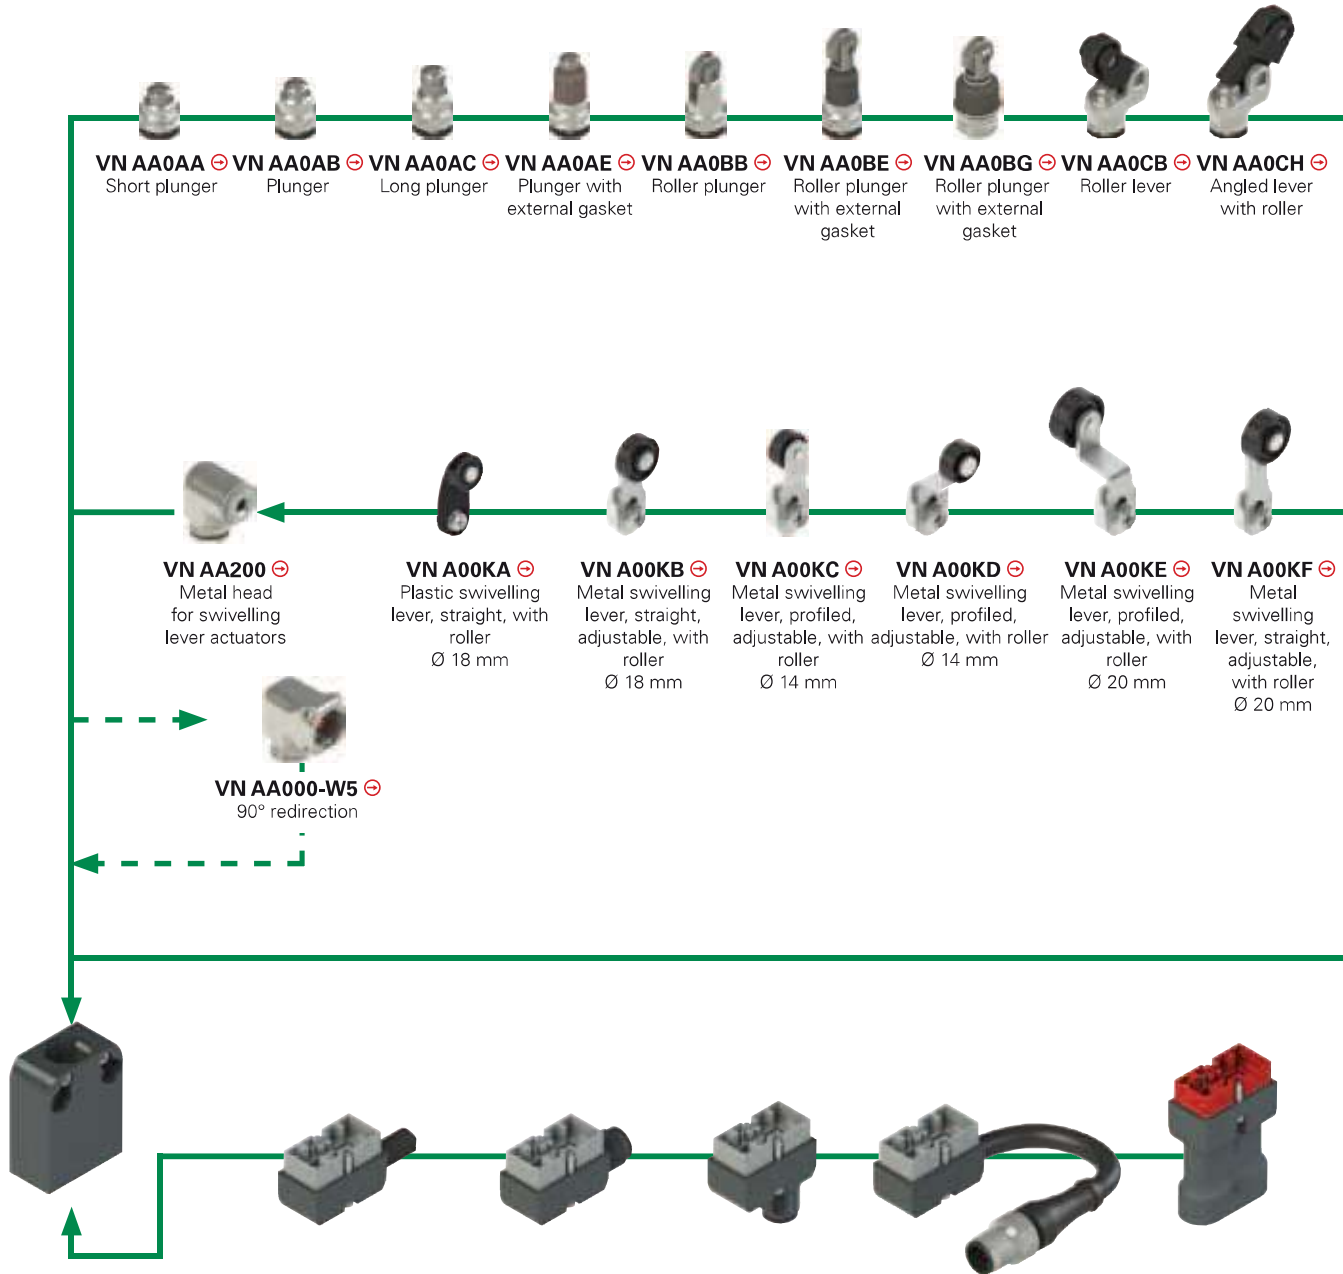 VN AA0AA
Short plunger
VN AA0AB
Plunger
VN AA0AC
Long plunger
VN AA0AE
Plunger with
external gasket
VN AA0BB
Roller plunger
VN AA0BE
Roller plunger
with external
gasket
VN AA0BG
Roller plunger
with external
gasket
VN AA0CB
Roller lever
VN AA0CH
Angled lever
with roller
VN AA200
Metal head
for swivelling
lever actuators
VN A00KA
Plastic swivelling
lever, straight, with
roller
Ø 18 mm
VN A00KB
Metal swivelling
lever, straight,
adjustable, with
roller
Ø 18 mm
VN A00KC
Metal swivelling
lever, profiled,
adjustable, with
roller
Ø 14 mm
VN A00KD
Metal swivelling
lever, profiled,
adjustable, with roller
Ø 14 mm
VN A00KE
Metal swivelling
lever, profiled,
adjustable, with
roller
Ø 20 mm
VN A00KF
Metal
swivelling
lever, straight,
adjustable,
with roller
Ø 20 mm
VN AA000-W5
90° redirection